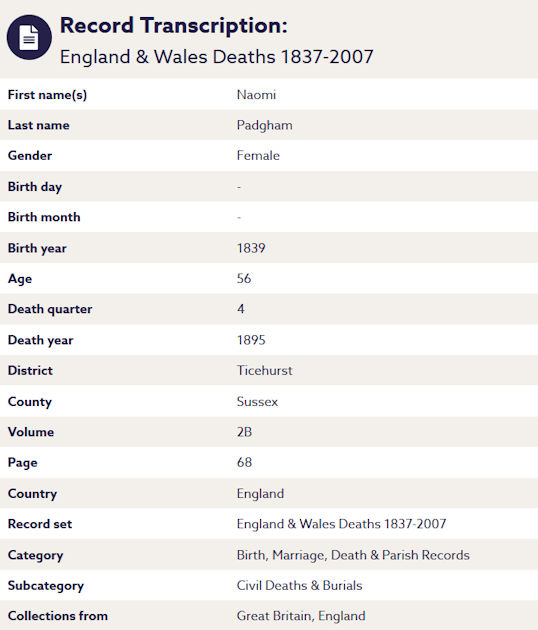 Record Transcription:
England & Wales Deaths 1837-2007
First name(s) Naomi
Last name Padgham
Gender Female
Birth day -
Birth month -
Birth year 1839
Age 56
Death quarter 4
Death year 1895
District Ticehurst
County Sussex
Volume 2B
Page 68
Country England
Record set England & Wales Deaths 1837-2007
Category Birth, Marriage, Death & Parish Records
Subcategory Civil Deaths & Burials
Collections from Great Britain, England